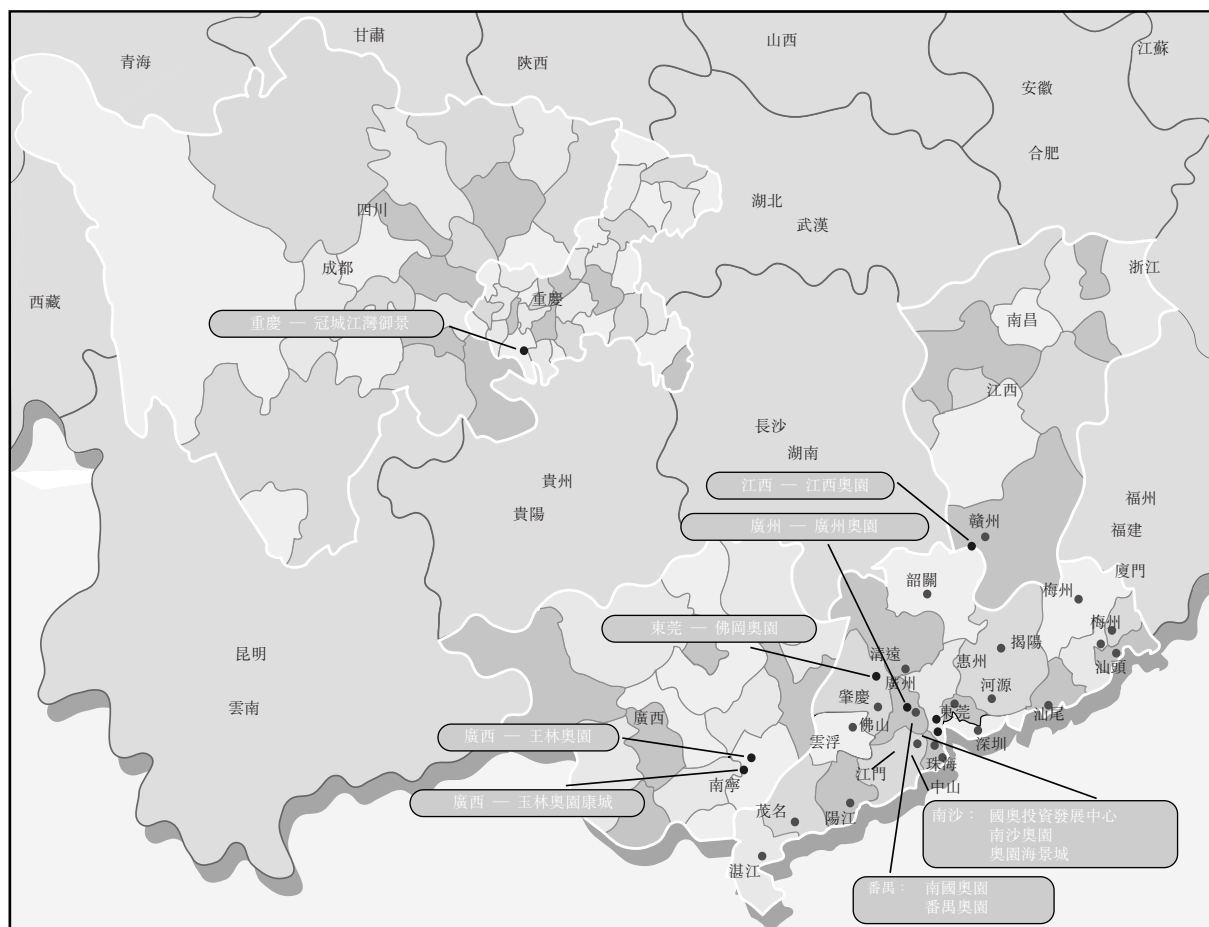 甘肅
山西
江蘇
青海
陝西
安徽
合肥
四川
湖北
武漢
成都
浙江
西藏
重慶
南昌
重慶 — 冠城江灣御景
江西
長沙
湖南
貴州
江西 — 江西奧園
福州
貴陽
廣州 — 廣州奧園
贛州
福建
廈門
韶關
梅州
東莞 — 佛岡奧園
梅州
揭陽
昆明
清遠
惠州
汕頭
廣州
雲南
肇慶
河源
廣西
佛山
東莞
汕尾
廣西 — 王林奧園
雲浮
深圳
江門
珠海
南寧
中山
廣西 — 玉林奧園康城
茂名
陽江
南沙： 國奧投資發展中心
南沙奧園
奧園海景城
湛江
番禺： 南國奧園
番禺奧園